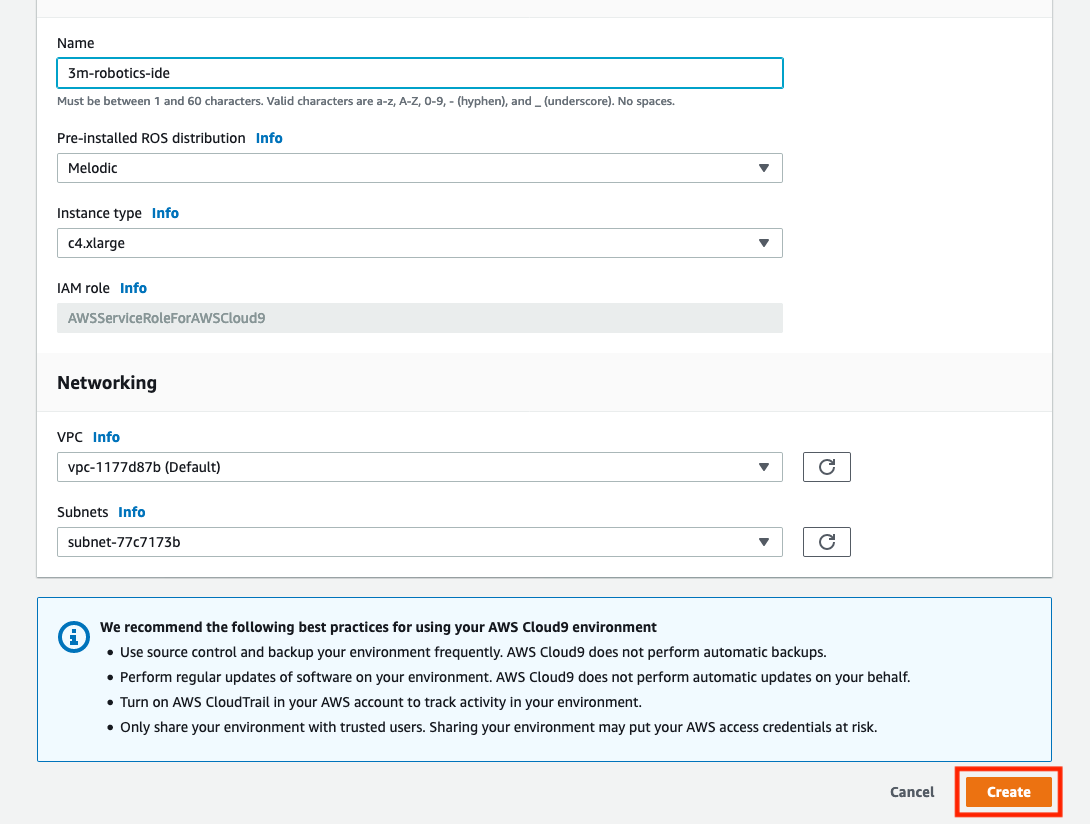 Name
3m-robotics-ide
Must be between 1 and 60 characters. Valid characters are a-z, A-Z, 0-9, - (hyphen), and _ (underscore). No spaces.
Pre-installed ROS distribution Info
Melodic
Instance type Info
c4.xlarge
IAM role Info
AWSServiceRoleForAWSCloud9
Networking
VPC Info
vpc-1177d87b (Default)
Subnets Info
subnet-77c7173b
We recommend the following best practices for using your AWS Cloud9 environment
• Use source control and backup your environment frequently. AWS Cloud9 does not perform automatic backups.
• Perform regular updates of software on your environment. AWS Cloud9 does not perform automatic updates on your behalf.
• Turn on AWS CloudTrail in your AWS account to track activity in your environment.
• Only share your environment with trusted users. Sharing your environment may put your AWS access credentials at risk.
Cancel Create